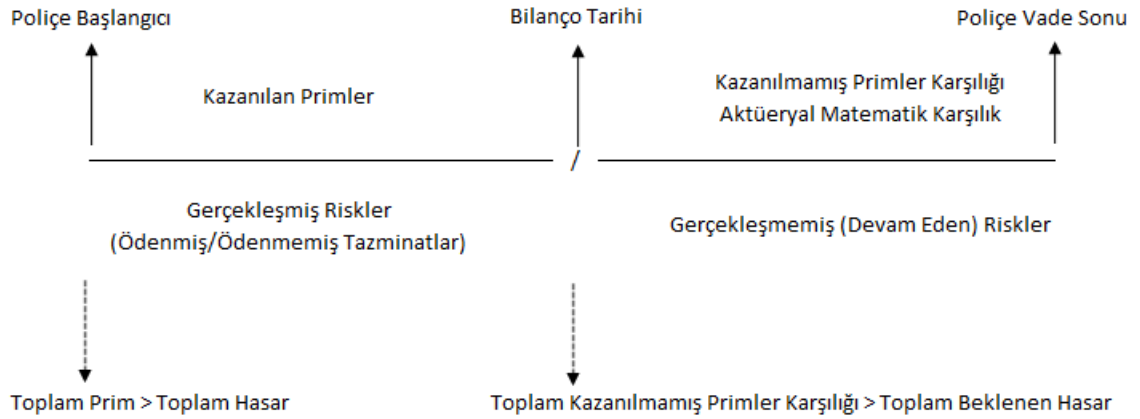 Poliçe Başlangıcı
Bilanço Tarihi
Poliçe Vade Sonu
Kazanılan Primler
Kazanılmamış Primler Karşılığı
Aktüeryal Matematik Karşılık
/
Gerçekleşmiş Riskler
(Ödenmiş/Ödenmemiş Tazminatlar)
Gerçekleşmemiş (Devam Eden) Riskler
Toplam Prim > Toplam Hasar
Toplam Kazanılmamış Primler Karşılığı > Toplam Beklenen Hasar